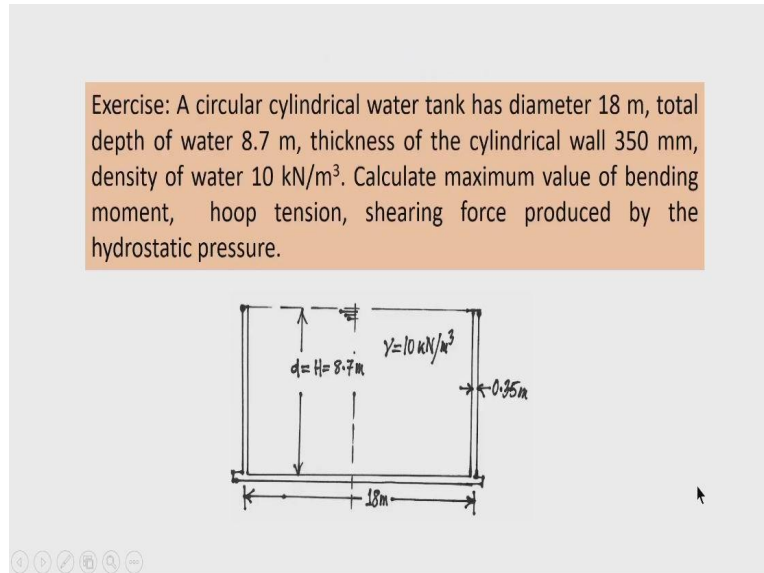 Exercise: A circular cylindrical water tank has diameter 18 m, total
depth of water 8.7 m, thickness of the cylindrical wall 350 mm,
density of water 10 kN/m³. Calculate maximum value of bending
moment, hoop tension, shearing force produced by the
hydrostatic pressure.
γ=10 kN/m³
d=H=8.7m
0.35m
18m